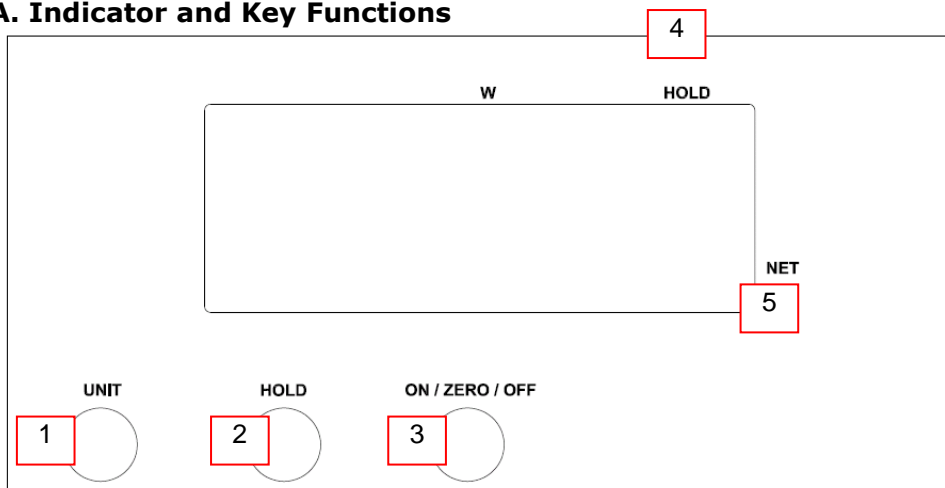 A. Indicator and Key Functions
4
W HOLD
NET
5
UNIT HOLD ON / ZERO / OFF
1 2 3